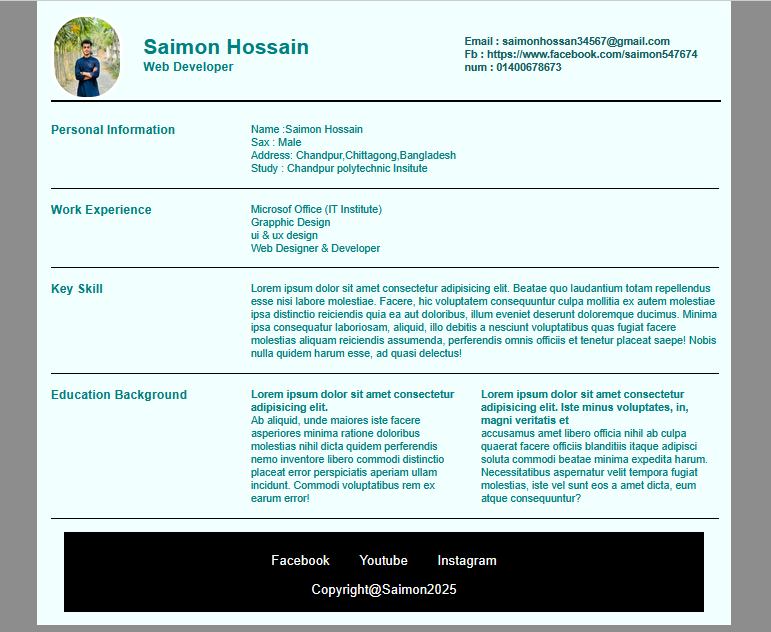 Saimon Hossain
Web Developer
Email : saimonhossan34567@gmail.com
Fb : https://www.facebook.com/saimon547674
num : 01400678673
Personal Information
Name :Saimon Hossain
Sax : Male
Address: Chandpur,Chittagong,Bangladesh
Study : Chandpur polytechnic Insitute
Work Experience
Microsof Office (IT Institute)
Grapphic Design
ui & ux design
Web Designer & Developer
Key Skill
Lorem ipsum dolor sit amet consectetur adipisicing elit. Beatae quo laudantium totam repellendus
esse nisi labore molestiae. Facere, hic voluptatem consequuntur culpa mollitia ex autem molestiae
ipsa distinctio reiciendis quia ea aut doloribus, illum eveniet deserunt doloremque ducimus. Minima
ipsa consequatur laboriosam, aliquid, illo debitis a nesciunt voluptatibus quas fugiat facere
molestias aliquam reiciendis assumenda, perferendis omnis officiis et tenetur placeat saepe! Nobis
nulla quidem harum esse, ad quasi delectus!
Education Background
Lorem ipsum dolor sit amet consectetur
adipisicing elit.
Ab aliquid, unde maiores iste facere
asperiores minima ratione doloribus
molestias nihil dicta quidem perferendis
nemo inventore libero commodi distinctio
placeat error perspiciatis aperiam ullam
incidunt. Commodi voluptatibus rem ex
earum error!
Lorem ipsum dolor sit amet consectetur
adipisicing elit. Iste minus voluptates, in,
magni veritatis et
accusamus amet libero officia nihil ab culpa
quaerat facere officiis blanditiis itaque adipisci
soluta commodi beatae minima expedita harum.
Necessitatibus aspernatur velit tempora fugiat
molestias, iste vel sunt eos a amet dicta, eum
atque consequuntur?
Facebook Youtube Instagram
Copyright@Saimon2025